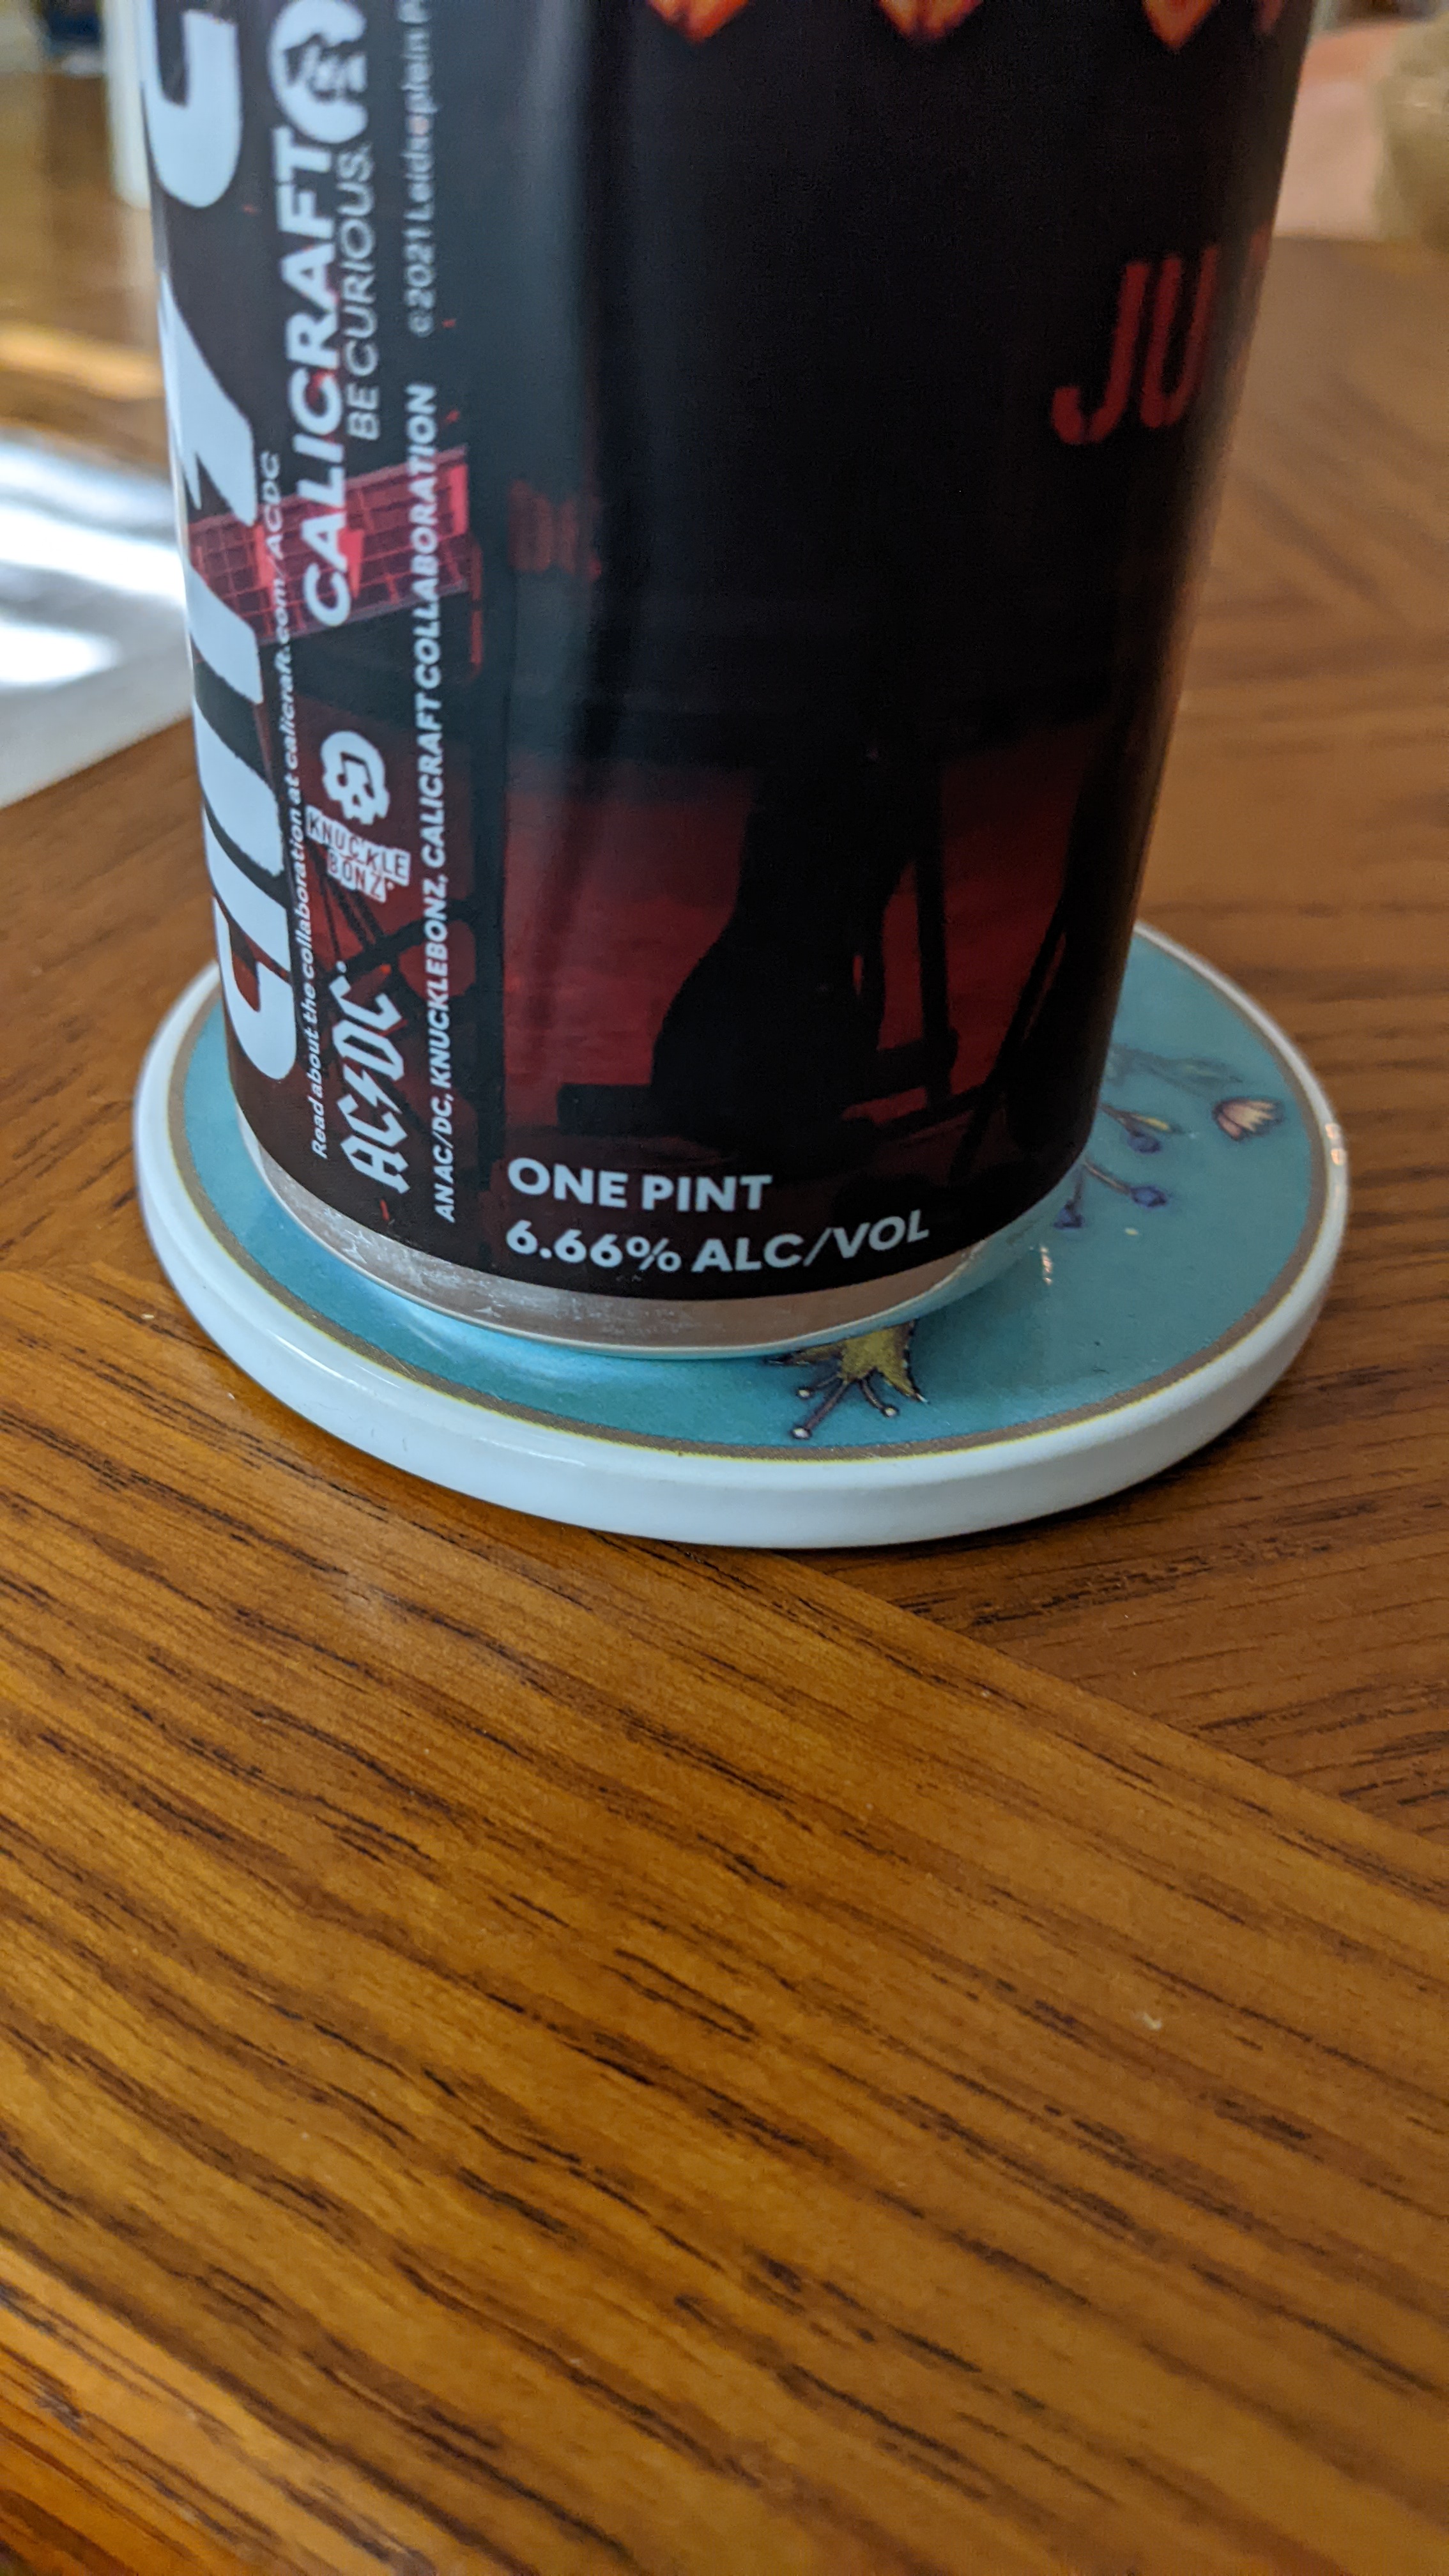 Read about the collaboration at calicraft.com/ACDC
CALICRAFT
BE CURIOUS.
KNUCKLE
BONZ
AC/DC
AN AC/DC, KNUCKLEBONZ, CALICRAFT COLLABORATION
©2021 Leidseplein
JU
ONE PINT
6.66% ALC/VOL